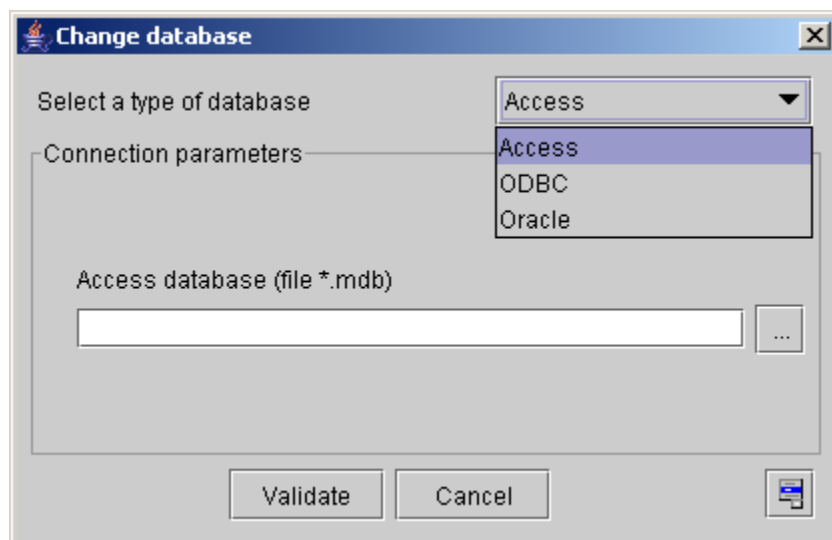 Change database
Select a type of database
Access
Access
ODBC
Oracle
Connection parameters
Access database (file *.mdb)
...
Validate
Cancel